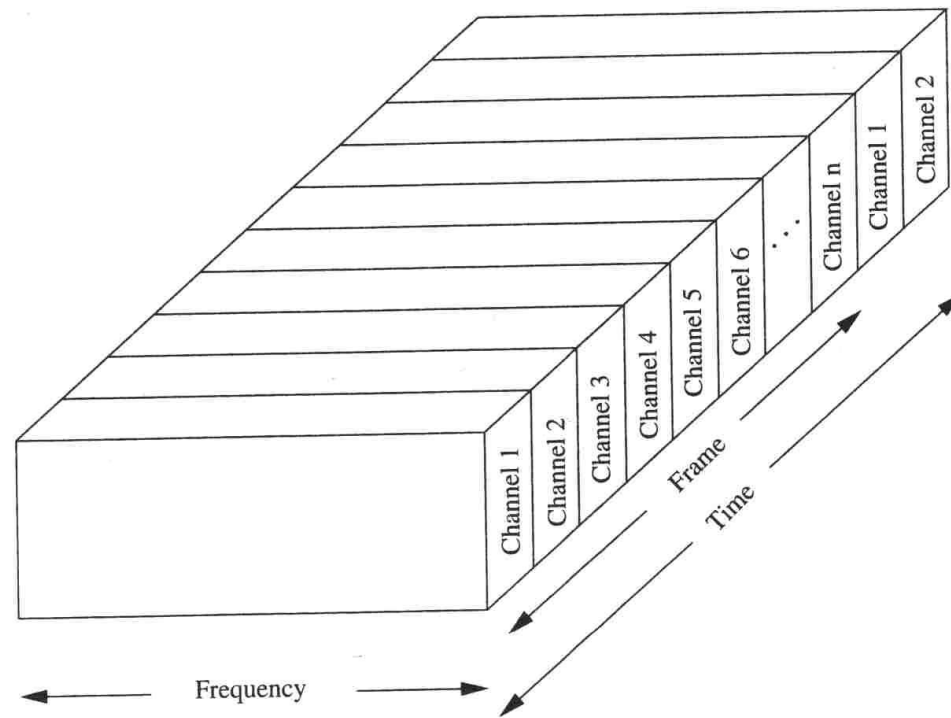 Channel 1
Channel 2
Channel 3
Channel 4
Channel 5
Channel 6
. . .
Channel n
Channel 1
Channel 2
Frame
Time
Frequency